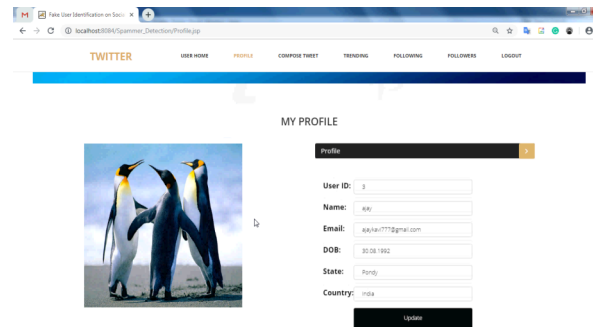 Fake User Identification on Socia
localhost:8084/Spammer_Detection/Profile.jsp
TWITTER USER HOME PROFILE COMPOSE TWEET TRENDING FOLLOWING FOLLOWERS LOGOUT
MY PROFILE
Profile
User ID: 3
Name: ajay
Email: ajaykavi777@gmail.com
DOB: 30.08.1992
State: Pondy
Country: India
Update